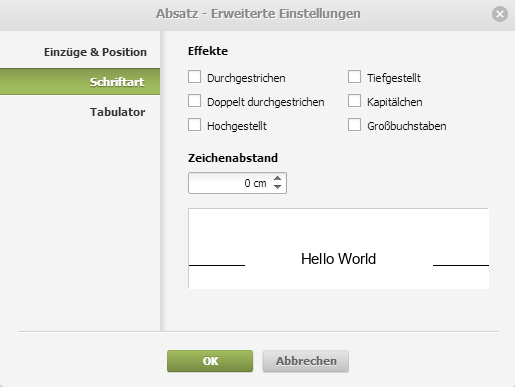 Absatz - Erweiterte Einstellungen
Einzüge & Position
Schriftart
Tabulator
Effekte
Durchgestrichen
Tiefgestellt
Doppelt durchgestrichen
Kapitälchen
Hochgestellt
Großbuchstaben
Zeichenabstand
0 cm
Hello World
OK
Abbrechen